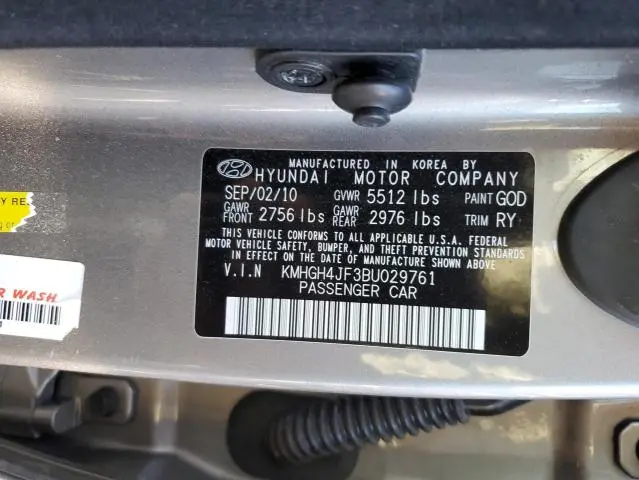 MANUFACTURED IN KOREA BY
HYUNDAI MOTOR COMPANY
SEP/02/10 GVWR 5512 lbs PAINT GOD
GAWR FRONT 2756 lbs GAWR REAR 2976 lbs TRIM RY
THIS VEHICLE CONFORMS TO ALL APPLICABLE U.S.A. FEDERAL
MOTOR VEHICLE SAFETY, BUMPER, AND THEFT PREVENTION STANDARDS
IN EFFECT ON THE DATE OF MANUFACTURE SHOWN ABOVE.
V.I.N KMHGH4JF3BU029761
PASSENGER CAR
Y RE
WASH